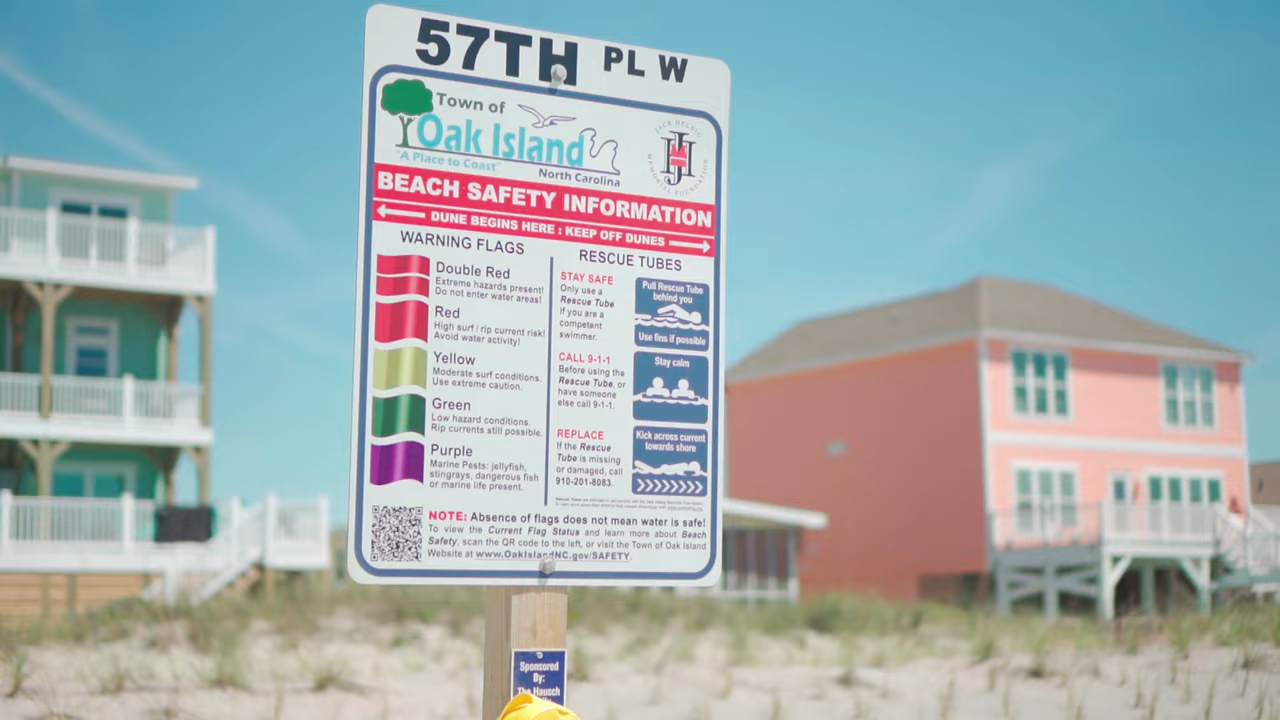 57TH PL W
Town of
Oak Island
"A Place to Coast"
North Carolina
JACK HELBIG
MEMORIAL FOUNDATION
BEACH SAFETY INFORMATION
DUNE BEGINS HERE : KEEP OFF DUNES
WARNING FLAGS
Double Red
Extreme hazards present!
Do not enter water areas!
Red
High surf / rip current risk!
Avoid water activity!
Yellow
Moderate surf conditions.
Use extreme caution.
Green
Low hazard conditions.
Rip currents still possible.
Purple
Marine Pests: jellyfish,
stingrays, dangerous fish
or marine life present.
RESCUE TUBES
STAY SAFE
Only use a
Rescue Tube
if you are a
competent
swimmer.
CALL 9-1-1
Before using the
Rescue Tube, or
have someone
else call 9-1-1.
REPLACE
If the Rescue
Tube is missing
or damaged, call
910-201-8083.
Pull Rescue Tube
behind you
Use fins if possible
Stay calm
Kick across current
towards shore
NOTE: Absence of flags does not mean water is safe!
To view the Current Flag Status and learn more about Beach
Safety, scan the QR code to the left, or visit the Town of Oak Island
Website at www.OakIslandNC.gov/SAFETY.
Sponsored
By:
The Hausch